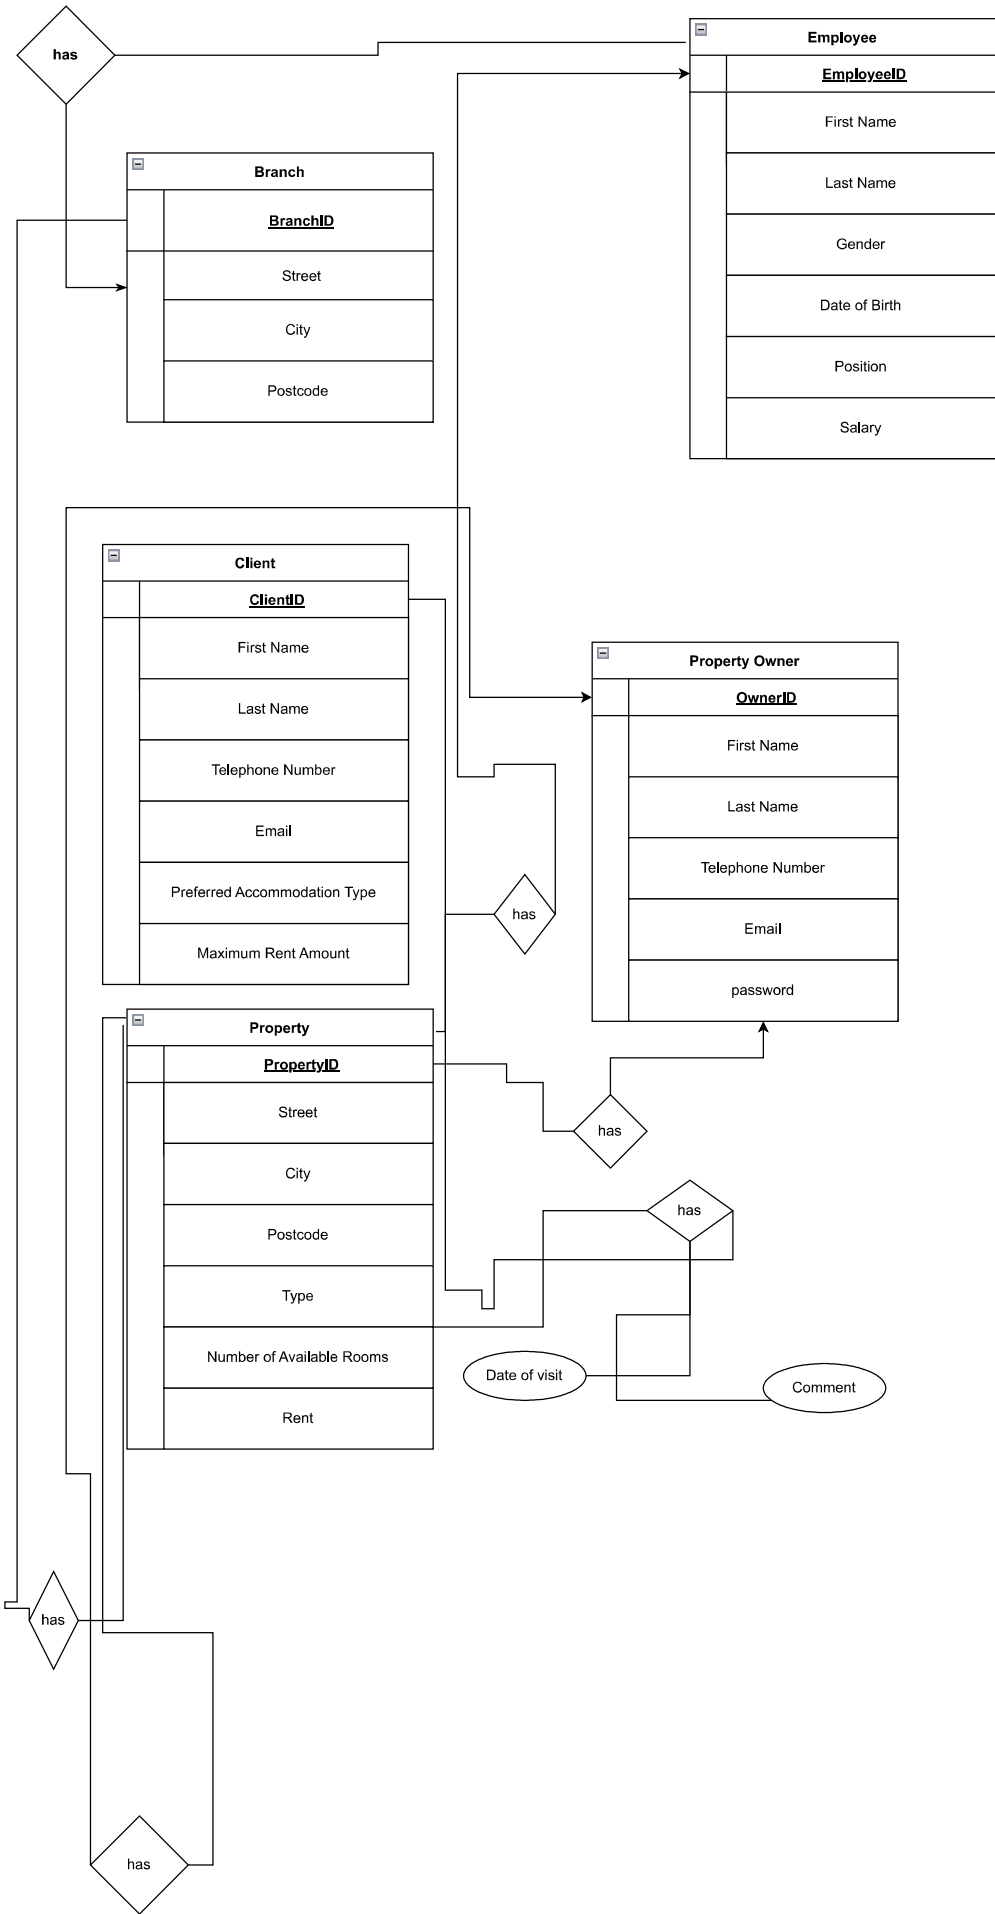 has
Employee
EmployeeID
First Name
Last Name
Gender
Date of Birth
Position
Salary
Branch
BranchID
Street
City
Postcode
Client
ClientID
First Name
Last Name
Telephone Number
Email
Preferred Accommodation Type
Maximum Rent Amount
Property Owner
OwnerID
First Name
Last Name
Telephone Number
Email
password
has
Property
PropertyID
Street
City
Postcode
Type
Number of Available Rooms
Rent
has
has
Date of visit
Comment
has
has